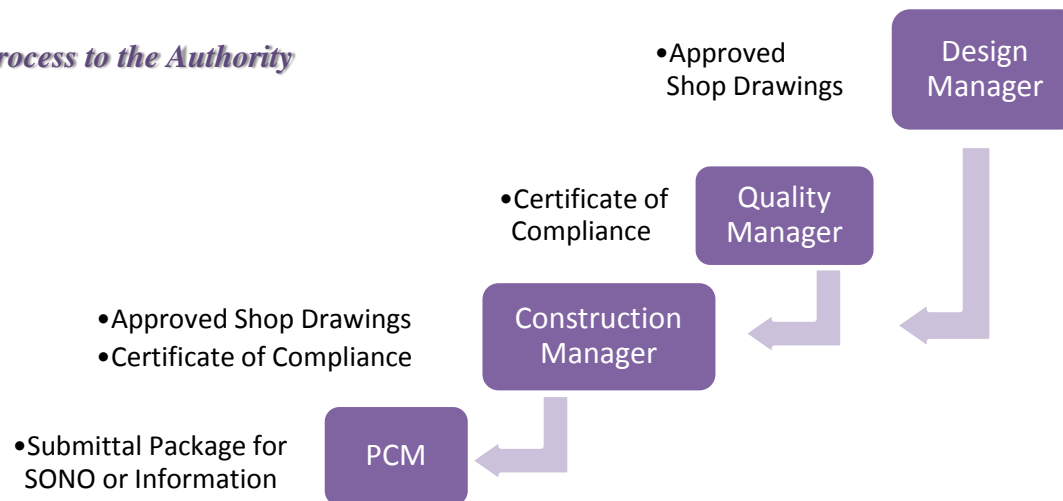 rocess to the Authority
•Approved
Shop Drawings
Design
Manager
•Certificate of
Compliance
Quality
Manager
•Approved Shop Drawings
•Certificate of Compliance
Construction
Manager
•Submittal Package for
SONO or Information
PCM